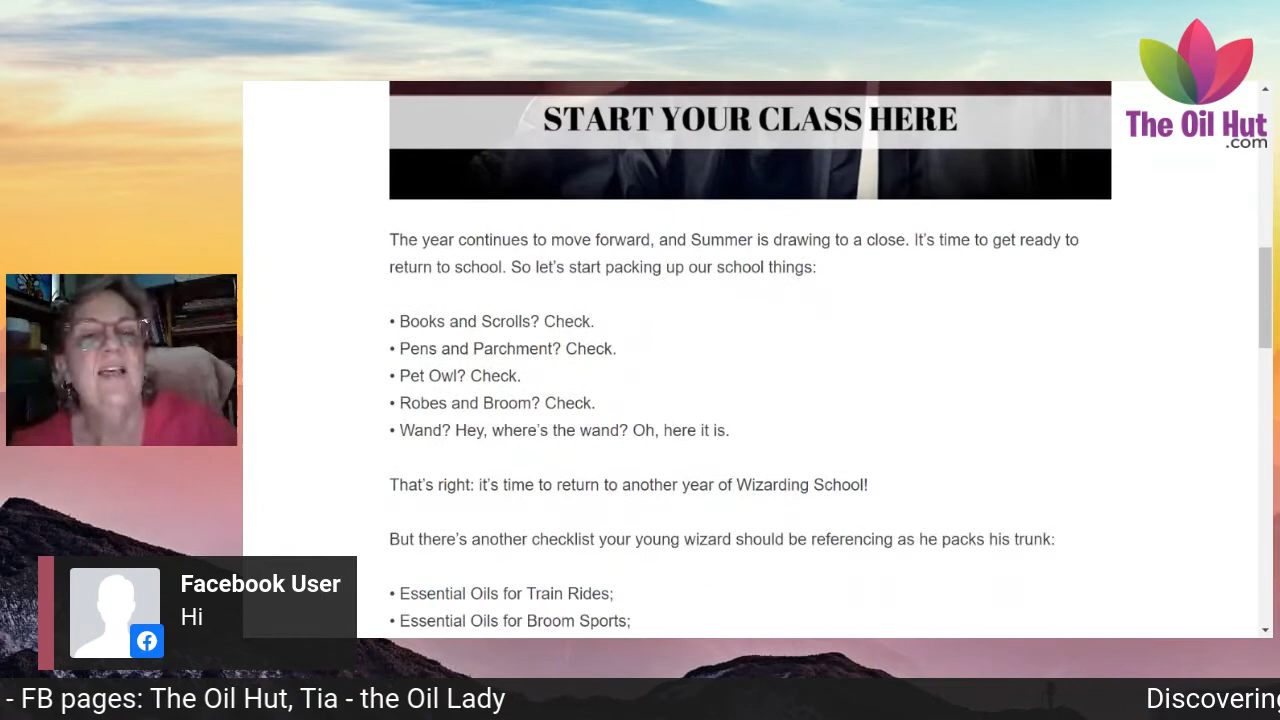 The Oil Hut
.com
START YOUR CLASS HERE
The year continues to move forward, and Summer is drawing to a close. It’s time to get ready to
return to school. So let’s start packing up our school things:
• Books and Scrolls? Check.
• Pens and Parchment? Check.
• Pet Owl? Check.
• Robes and Broom? Check.
• Wand? Hey, where’s the wand? Oh, here it is.
That’s right: it’s time to return to another year of Wizarding School!
But there’s another checklist your young wizard should be referencing as he packs his trunk:
• Essential Oils for Train Rides;
• Essential Oils for Broom Sports;
Facebook User
Hi
- FB pages: The Oil Hut, Tia - the Oil Lady
Discovering